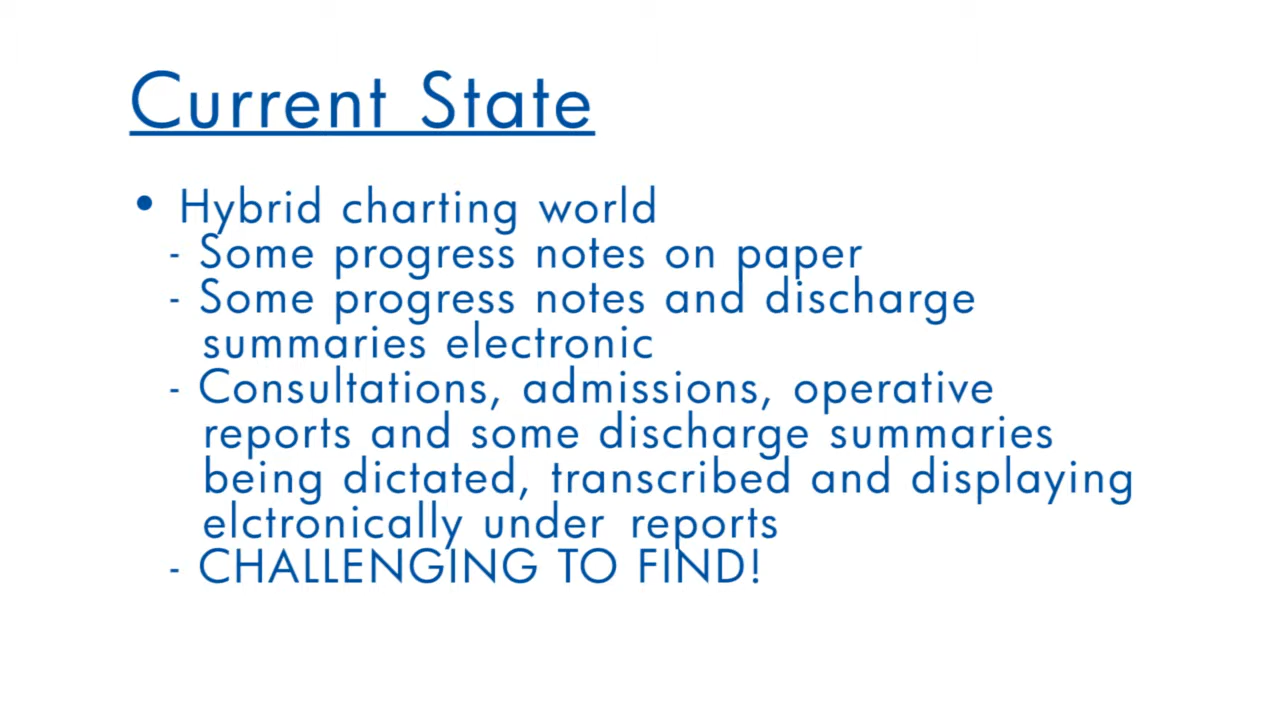 Current State
• Hybrid charting world
- Some progress notes on paper
- Some progress notes and discharge
summaries electronic
- Consultations, admissions, operative
reports and some discharge summaries
being dictated, transcribed and displaying
elctronically under reports
- CHALLENGING TO FIND!